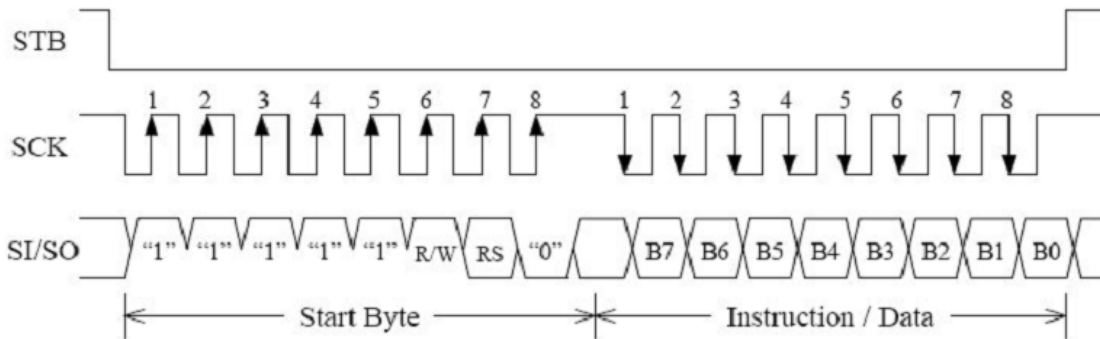 STB
1 2 3 4 5 6 7 8 1 2 3 4 5 6 7 8
SCK
SI/SO “1” “1” “1” “1” “1” R/W RS “0” B7 B6 B5 B4 B3 B2 B1 B0
Start Byte Instruction / Data